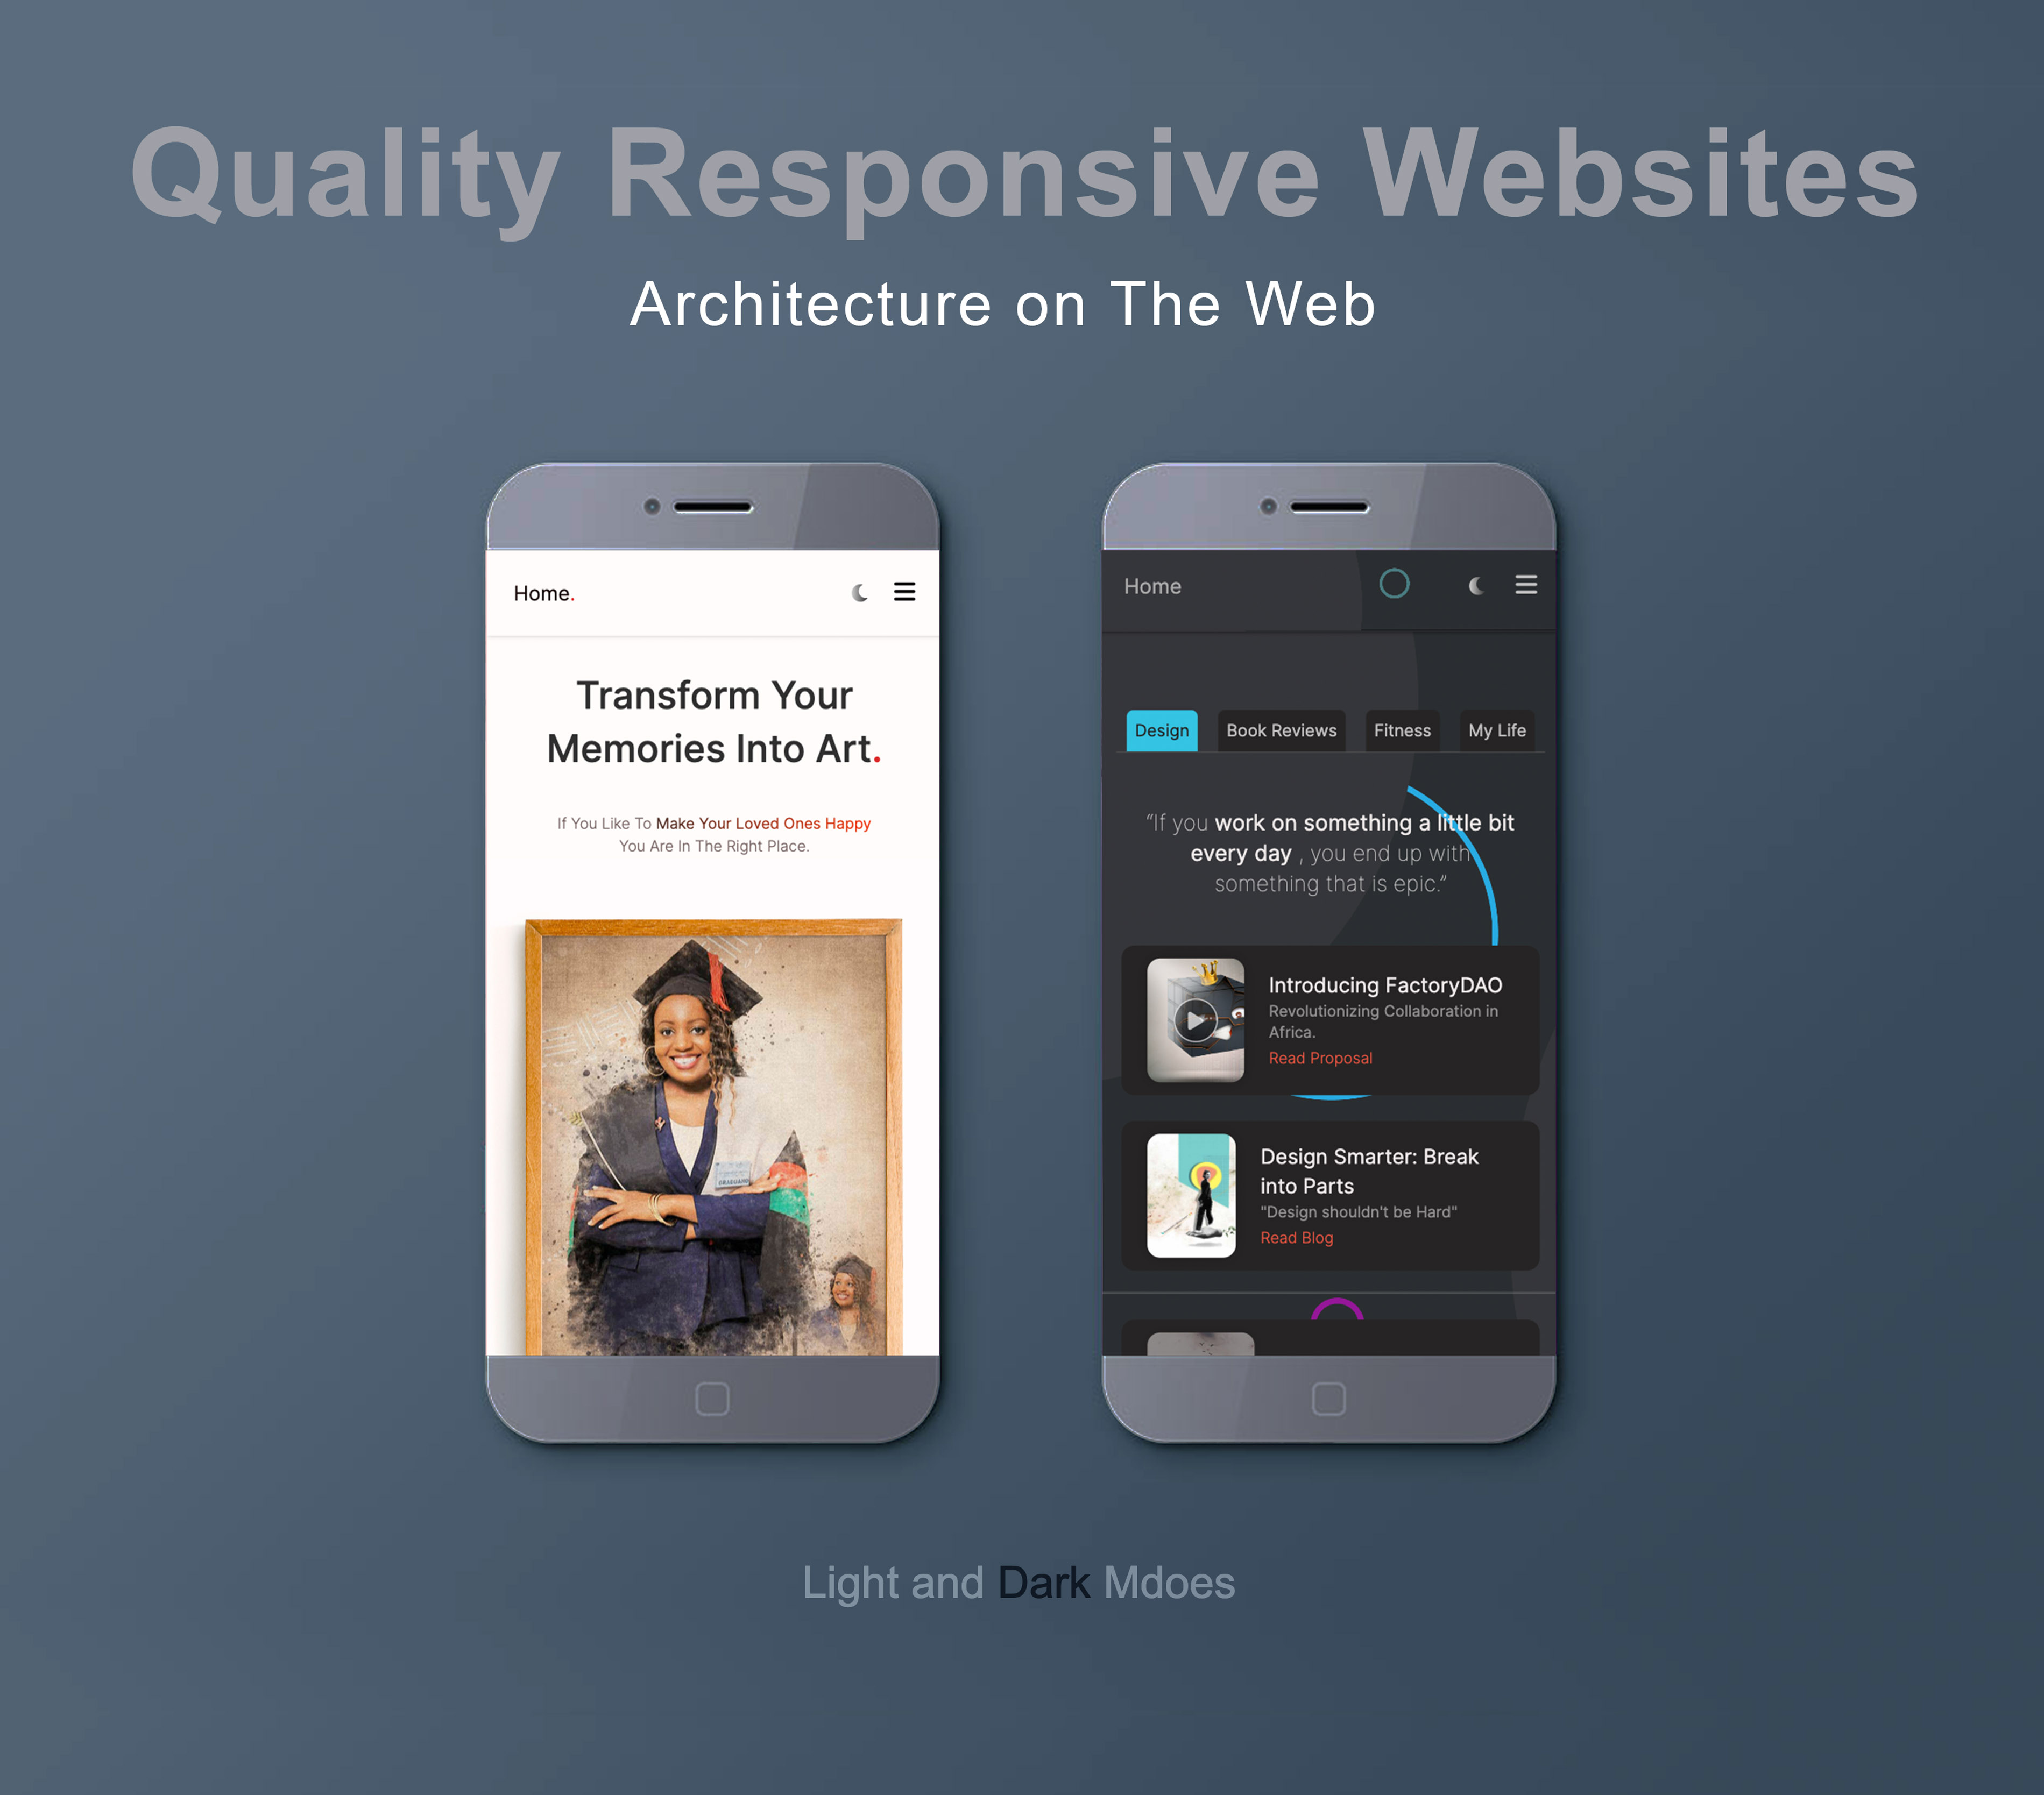 Quality Responsive Websites
Architecture on The Web
Home.
Transform Your
Memories Into Art.
If You Like To Make Your Loved Ones Happy
You Are In The Right Place.
Home
Design Book Reviews Fitness My Life
“If you work on something a little bit
every day , you end up with
something that is epic.”
Introducing FactoryDAO
Revolutionizing Collaboration in
Africa.
Read Proposal
Design Smarter: Break
into Parts
"Design shouldn't be Hard"
Read Blog
Light and Dark Mdoes